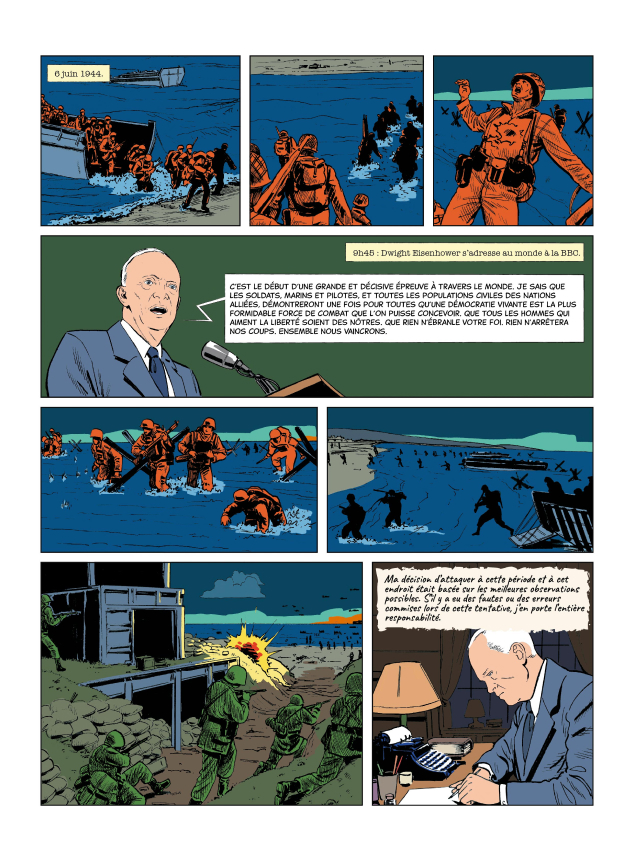 6 juin 1944.
9h45 : Dwight Eisenhower s'adresse au monde à la BBC.
C'EST LE DÉBUT D'UNE GRANDE ET DÉCISIVE ÉPREUVE À TRAVERS LE MONDE. JE SAIS QUE
LES SOLDATS, MARINS ET PILOTES, ET TOUTES LES POPULATIONS CIVILES DES NATIONS
ALLIÉES, DÉMONTRERONT UNE FOIS POUR TOUTES QU'UNE DÉMOCRATIE VIVANTE EST LA PLUS
FORMIDABLE FORCE DE COMBAT QUE L'ON PUISSE CONCEVOIR. QUE TOUS LES HOMMES QUI
AIMENT LA LIBERTÉ SOIENT DES NÔTRES. QUE RIEN N'ÉBRANLE VOTRE FOI. RIEN N'ARRÊTERA
NOS COUPS. ENSEMBLE NOUS VAINCRONS.
Ma décision d'attaquer à cette période et à cet
endroit était basée sur les meilleures observations
possibles. S'il y a eu des fautes ou des erreurs
commises lors de cette tentative, j'en porte l'entière
responsabilité.